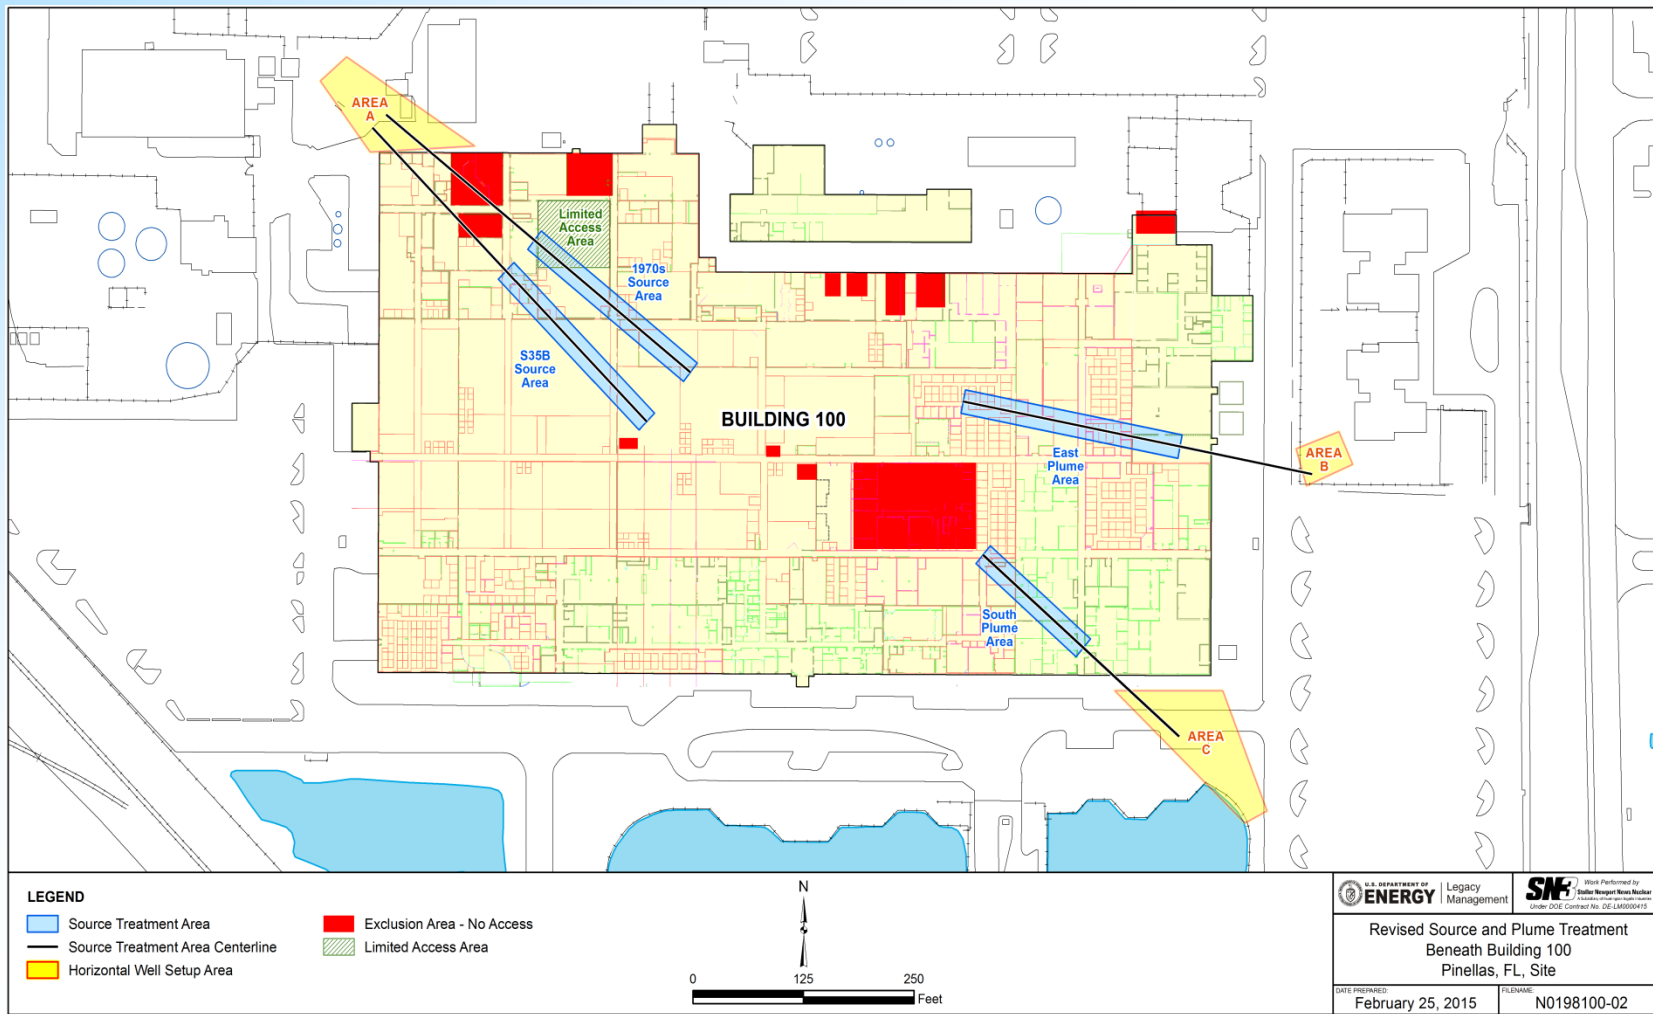 AREA
A
Limited
Access
Area
1970s
Source
Area
S35B
Source
Area
BUILDING 100
East
Plume
Area
AREA
B
South
Plume
Area
AREA
C
LEGEND
Source Treatment Area
Source Treatment Area Centerline
Horizontal Well Setup Area
Exclusion Area - No Access
Limited Access Area
N
0 125 250
Feet
U.S. DEPARTMENT OF
ENERGY
Legacy
Management
SN3
Work Performed by
Stoller Newport News Nuclear
Under DOE Contract No. DE-LM0000415
Revised Source and Plume Treatment
Beneath Building 100
Pinellas, FL, Site
DATE PREPARED:
February 25, 2015
FILENAME:
N0198100-02